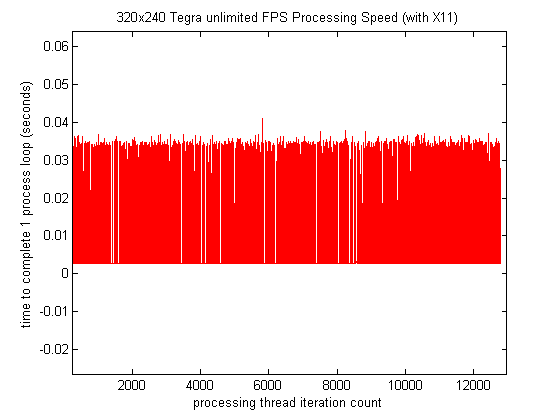 320x240 Tegra unlimited FPS Processing Speed (with X11)
0.06
0.05
0.04
0.03
0.02
0.01
0
-0.01
-0.02
time to complete 1 process loop (seconds)
2000 4000 6000 8000 10000 12000
processing thread iteration count